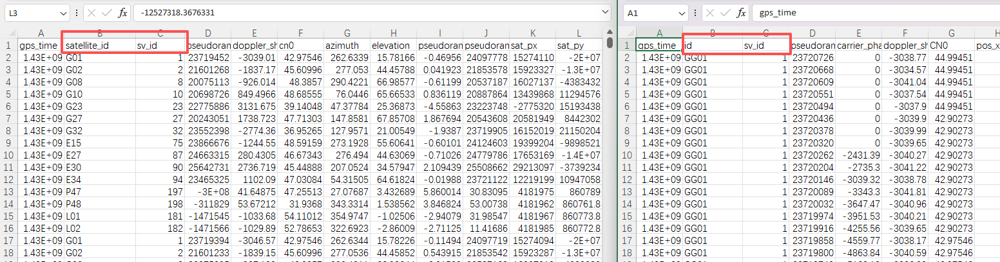 L3 fx -12527318.3676331 A1 fx gps_time
A B C D E F G H I J K L A B C D E F G H
1 gps_time satellite_id sv_id pseudoran doppler_sh cn0 azimuth elevation pseudoran pseudoran sat_px sat_py 1 gps_time id sv_id pseudoran carrier_pha doppler_sh CN0 pos_x
2 1.43E+09 G01 1 23719452 -3039.01 42.97546 262.6339 15.78166 -0.46956 24097778 15274110 -2E+07 2 1.43E+09 GG01 1 23720726 0 -3038.77 44.99451
3 1.43E+09 G02 2 21601268 -1837.17 45.60996 277.053 44.45788 0.041923 21853578 15923327 -1.3E+07 3 1.43E+09 GG01 1 23720668 0 -3034.57 44.99451
4 1.43E+09 G08 8 20075113 -926.014 48.3857 290.4221 66.98577 -0.61199 20537187 16027137 -4383432 4 1.43E+09 GG01 1 23720609 0 -3041.04 44.99451
5 1.43E+09 G10 10 20698726 849.4966 48.68555 76.0446 65.66533 0.836119 20887864 13439868 11294576 5 1.43E+09 GG01 1 23720551 0 -3037.54 44.99451
6 1.43E+09 G23 23 22775886 3131.675 39.14048 47.37784 25.36873 -4.55863 23223748 -2775320 15193438 6 1.43E+09 GG01 1 23720494 0 -3037.9 44.99451
7 1.43E+09 G27 27 20243051 1738.723 47.71303 147.8581 67.85708 1.867694 20543608 20581949 8442302 7 1.43E+09 GG01 1 23720436 0 -3039.9 42.90273
8 1.43E+09 G32 32 23552398 -2774.36 36.95265 127.9571 21.00549 -1.9387 23719905 16152019 21150204 8 1.43E+09 GG01 1 23720378 0 -3039.99 42.90273
9 1.43E+09 E15 75 23866676 -1244.55 48.59159 273.1928 55.60641 -0.60101 24124603 19399204 -9898521 9 1.43E+09 GG01 1 23720320 0 -3039.65 42.90273
10 1.43E+09 E27 87 24663315 280.4305 46.67343 276.494 44.63069 -0.71026 24779786 17653169 -1.4E+07 10 1.43E+09 GG01 1 23720262 -2431.39 -3040.27 42.90273
11 1.43E+09 E30 90 25642731 2736.719 45.44888 207.0524 34.57947 2.109439 25508662 29213097 -3739234 11 1.43E+09 GG01 1 23720204 -2735.3 -3041.22 42.90273
12 1.43E+09 E34 94 23465325 1102.09 47.03084 54.31505 64.61824 -0.01988 23721122 12219199 10947058 12 1.43E+09 GG01 1 23720146 -3039.32 -3038.78 42.90273
13 1.43E+09 P47 197 -3E+08 41.64875 47.25513 27.07687 3.432689 5.860014 30.83095 4181975 860789 13 1.43E+09 GG01 1 23720089 -3343.3 -3041.81 42.90273
14 1.43E+09 P48 198 -311829 53.67212 31.9368 343.3314 1.538562 3.846824 53.00738 4181962 860761.8 14 1.43E+09 GG01 1 23720032 -3647.47 -3040.96 42.90273
15 1.43E+09 L01 181 -1471545 -1033.68 54.11012 354.9747 -1.02506 -2.94079 31.98547 4181967 860773.8 15 1.43E+09 GG01 1 23719974 -3951.53 -3040.21 42.90273
16 1.43E+09 L02 182 -1471566 -1029.89 52.78653 322.6923 -2.86009 -2.71125 11.41686 4181985 860772.8 16 1.43E+09 GG01 1 23719916 -4255.56 -3039.65 42.90273
17 1.43E+09 G01 1 23719394 -3046.57 42.97546 262.6344 15.78226 -0.11494 24097719 15274094 -2E+07 17 1.43E+09 GG01 1 23719858 -4559.77 -3038.17 42.97546
18 1.43E+09 G02 2 21601233 -1839.15 45.60996 277.0536 44.45852 0.543915 21853542 15923287 -1.3E+07 18 1.43E+09 GG01 1 23719800 -4863.84 -3040.59 42.97546